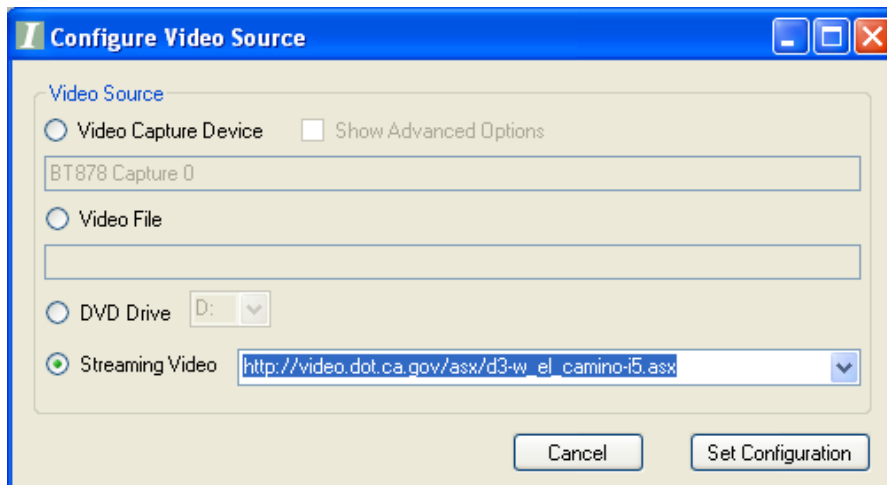 I Configure Video Source
Video Source
Video Capture Device Show Advanced Options
BT878 Capture 0
Video File
DVD Drive D:
Streaming Video http://video.dot.ca.gov/asx/d3-w_el_camino-i5.asx
Cancel Set Configuration